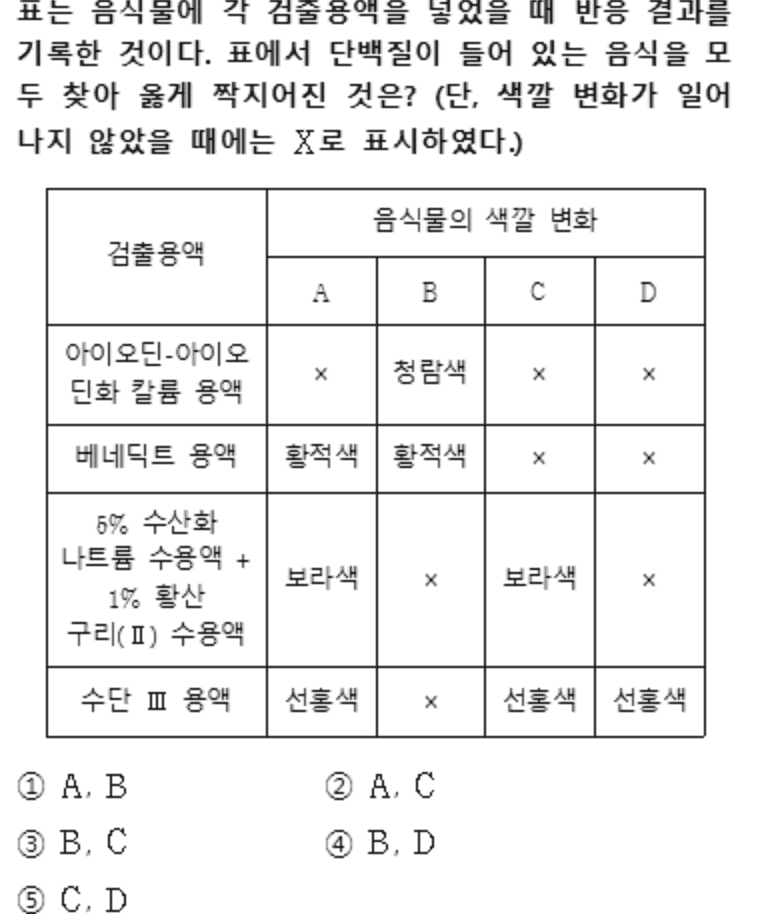 표는 음식물에 각 검출용액을 넣었을 때 반응 결과를
기록한 것이다. 표에서 단백질이 들어 있는 음식을 모
두 찾아 옳게 짝지어진 것은? (단, 색깔 변화가 일어
나지 않았을 때에는 X로 표시하였다.)
검출용액
음식물의 색깔 변화
A B C D
아이오딘-아이오
딘화 칼륨 용액
× 청람색 × ×
베네딕트 용액 황적색 황적색 × ×
5% 수산화
나트륨 수용액 +
1% 황산
구리(Ⅱ) 수용액
보라색 × 보라색 ×
수단 Ⅲ 용액 선홍색 × 선홍색 선홍색
① A, B ② A, C
③ B, C ④ B, D
⑤ C, D